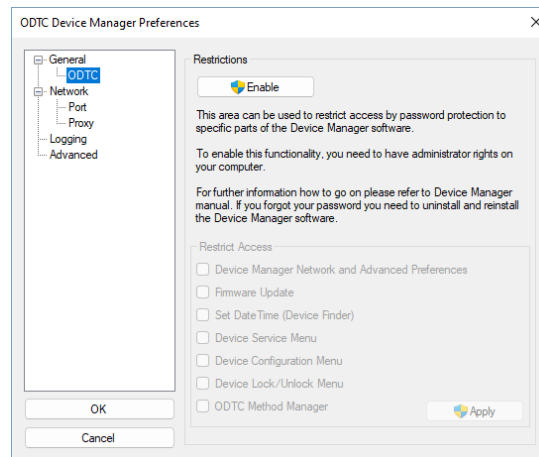 ODTC Device Manager Preferences
General
ODTC
Network
Port
Proxy
Logging
Advanced
OK
Cancel
Restrictions
Enable
This area can be used to restrict access by password protection to
specific parts of the Device Manager software.
To enable this functionality, you need to have administrator rights on
your computer.
For further information how to go on please refer to Device Manager
manual. If you forgot your password you need to uninstall and reinstall
the Device Manager software.
Restrict Access
Device Manager Network and Advanced Preferences
Firmware Update
Set DateTime (Device Finder)
Device Service Menu
Device Configuration Menu
Device Lock/Unlock Menu
ODTC Method Manager
Apply